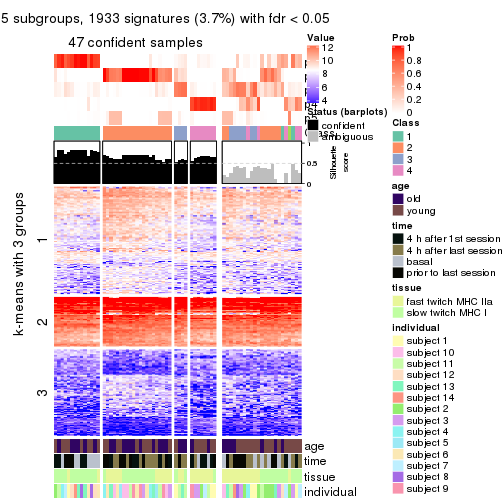 5 subgroups, 1933 signatures (3.7%) with fdr < 0.05
47 confident samples
k-means with 3 groups
1
2
3
1
0.5
0
Silhouette
score
age
time
tissue
individual
Value
12
10
8
6
4
Status (barplots)
confident
ambiguous
Prob
1
0.8
0.6
0.4
0.2
0
Class
1
2
3
4
age
old
young
time
4 h after 1st session
4 h after last session
basal
prior to last session
tissue
fast twitch MHC IIa
slow twitch MHC I
individual
subject 1
subject 10
subject 11
subject 12
subject 13
subject 14
subject 2
subject 3
subject 4
subject 5
subject 6
subject 7
subject 8
subject 9